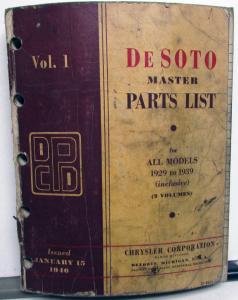 Vol. 1
DE SOTO
MASTER
PARTS LIST
for
ALL MODELS
1929 to 1939
(inclusive)
(2 VOLUMES)
DPCD
Issued
JANUARY 15
1940
CHRYSLER CORPORATION
DETROIT, MICHIGAN, U.S.A.